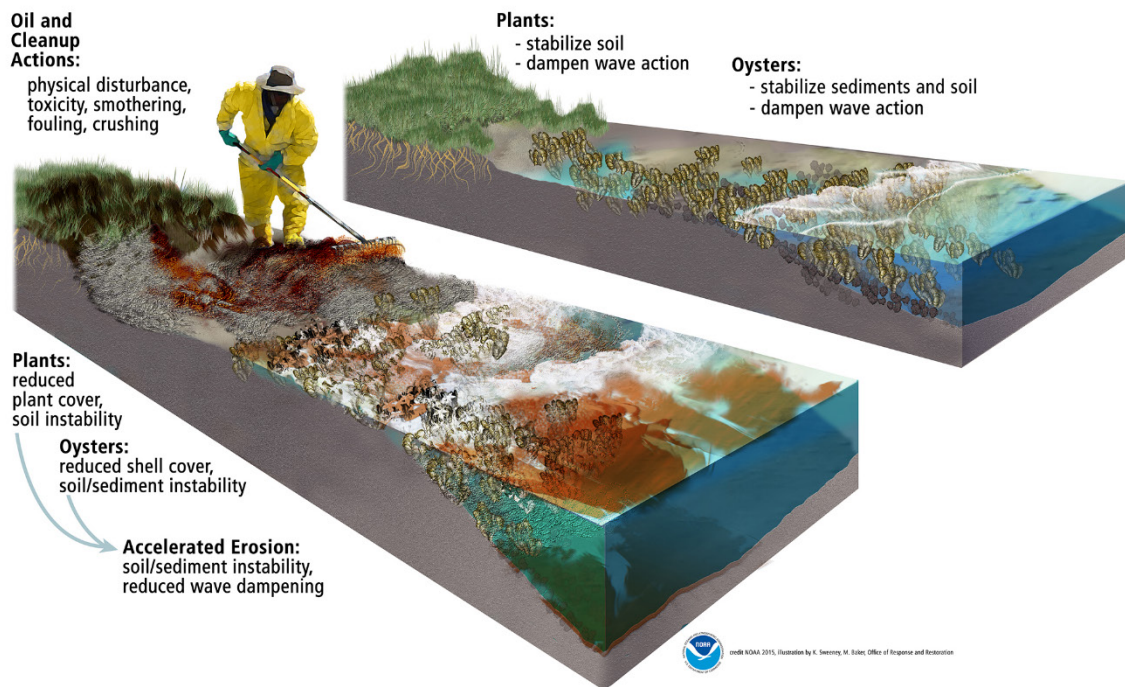 Oil and
Cleanup
Actions:
physical disturbance,
toxicity, smothering,
fouling, crushing
Plants:
- stabilize soil
- dampen wave action
Oysters:
- stabilize sediments and soil
- dampen wave action
Plants:
reduced
plant cover,
soil instability
Oysters:
reduced shell cover,
soil/sediment instability
Accelerated Erosion:
soil/sediment instability,
reduced wave dampening
NOAA
credit NOAA 2015, illustration by K. Sweeney, M. Baker, Office of Response and Restoration